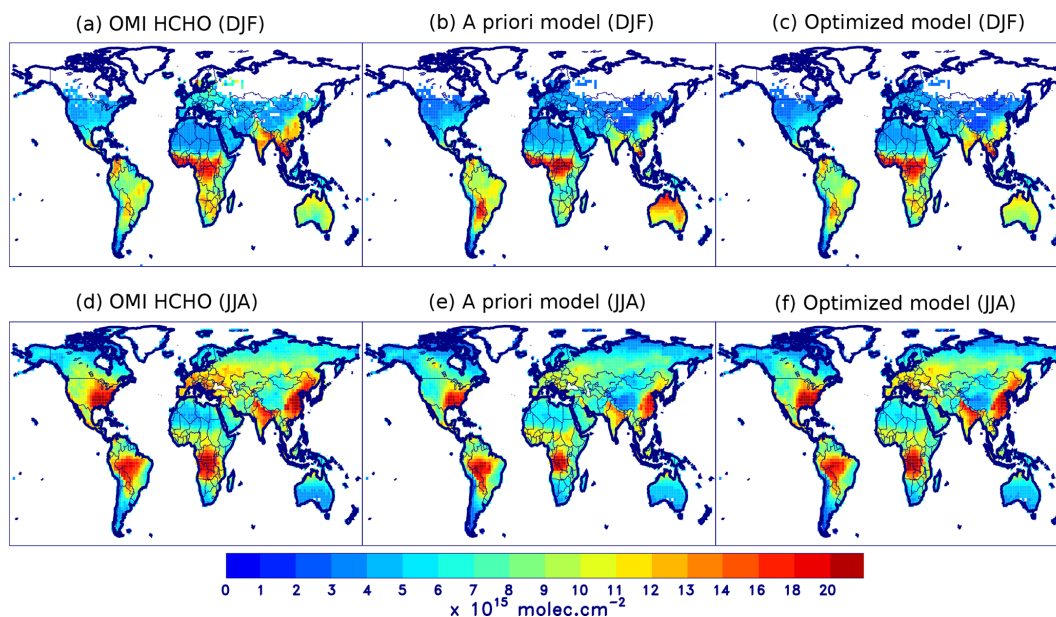 (a) OMI HCHO (DJF)
(b) A priori model (DJF)
(c) Optimized model (DJF)
(d) OMI HCHO (JJA)
(e) A priori model (JJA)
(f) Optimized model (JJA)
0 1 2 3 4 5 6 7 8 9 10 11 12 13 14 16 18 20
x 10¹⁵ molec.cm⁻²